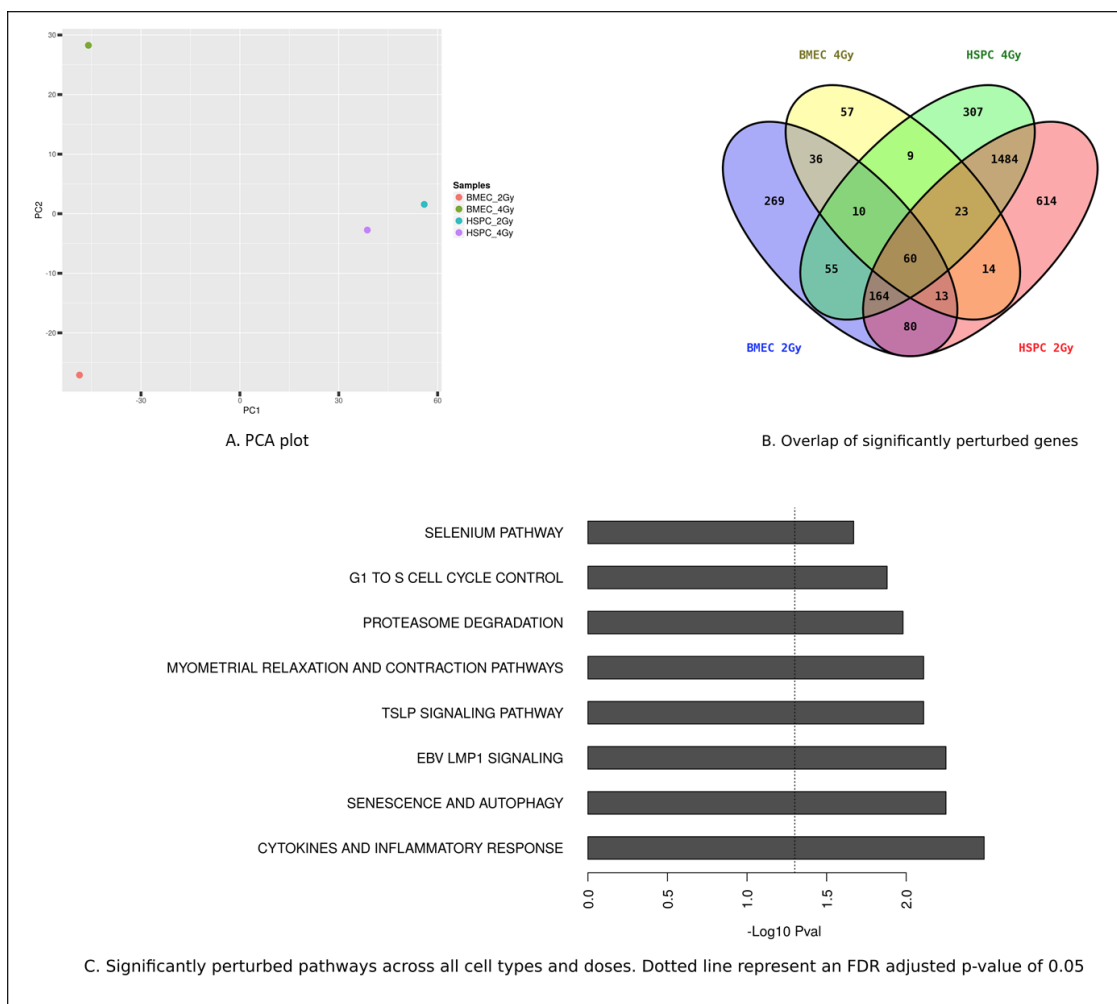 30
20
10
0
-10
-20
PC2
-30
0
30
60
PC1
Samples
BMEC_2Gy
BMEC_4Gy
HSPC_2Gy
HSPC_4Gy
A. PCA plot
BMEC 4Gy
HSPC 4Gy
57
307
36
9
1484
269
10
23
614
55
60
14
164
13
80
BMEC 2Gy
HSPC 2Gy
B. Overlap of significantly perturbed genes
SELENIUM PATHWAY
G1 TO S CELL CYCLE CONTROL
PROTEASOME DEGRADATION
MYOMETRIAL RELAXATION AND CONTRACTION PATHWAYS
TSLP SIGNALING PATHWAY
EBV LMP1 SIGNALING
SENESCENCE AND AUTOPHAGY
CYTOKINES AND INFLAMMATORY RESPONSE
0.0
0.5
1.0
1.5
2.0
-Log10 Pval
C. Significantly perturbed pathways across all cell types and doses. Dotted line represent an FDR adjusted p-value of 0.05